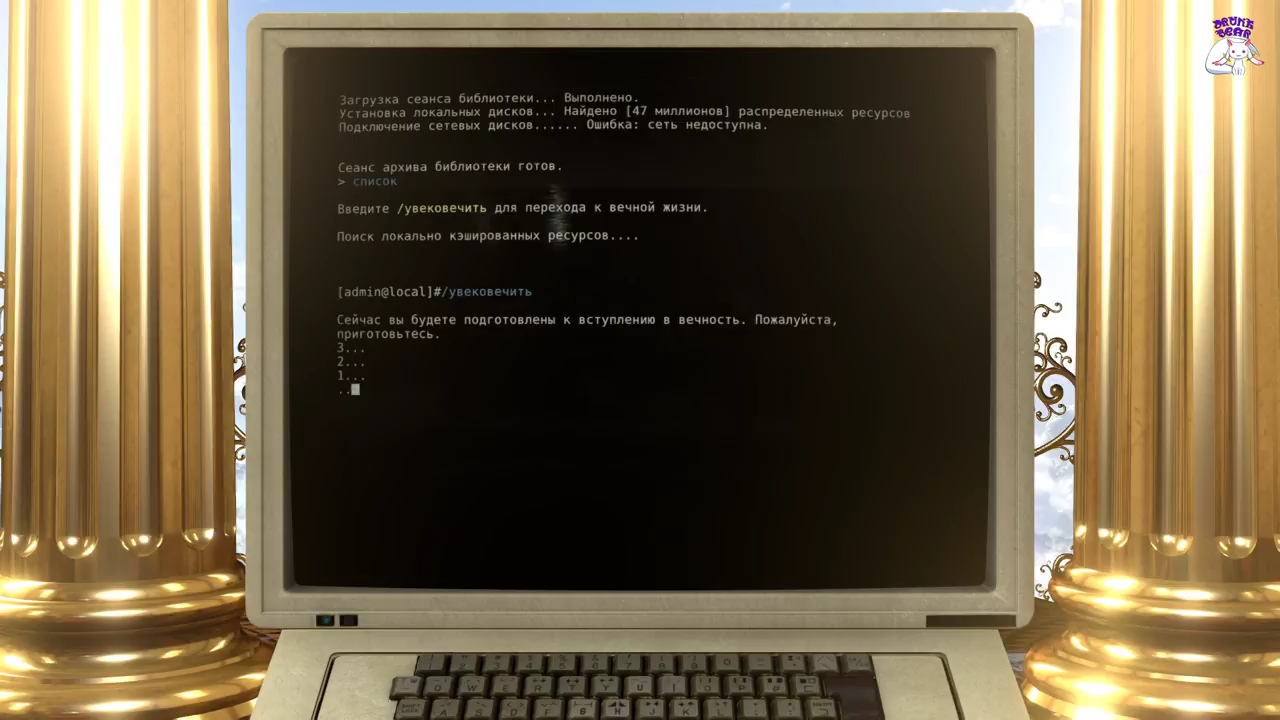 DRUNK
BEAR
Загрузка сеанса библиотеки... Выполнено.
Установка локальных дисков... Найдено [47 миллионов] распределенных ресурсов
Подключение сетевых дисков...... Ошибка: сеть недоступна.
Сеанс архива библиотеки готов.
> список
Введите /увековечить для перехода к вечной жизни.
Поиск локально кэшированных ресурсов....
[admin@local]#/увековечить
Сейчас вы будете подготовлены к вступлению в вечность. Пожалуйста,
приготовьтесь.
3...
2...
1...
..